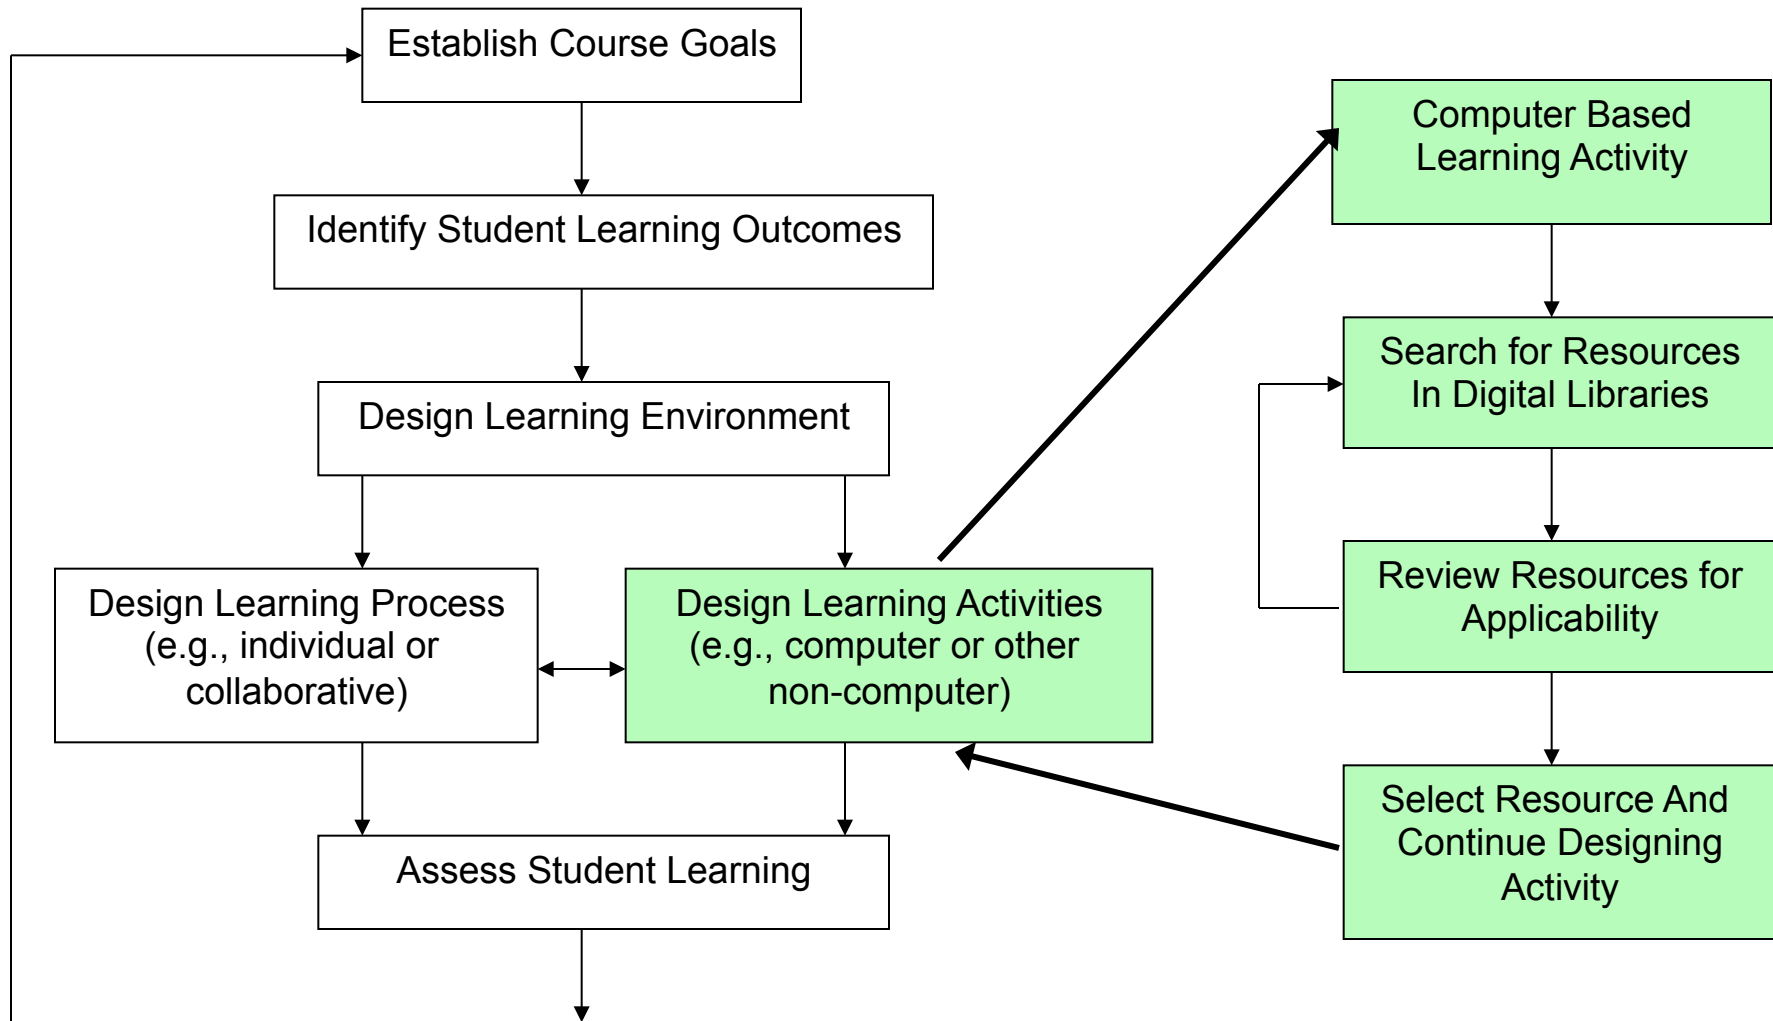 Establish Course Goals
Identify Student Learning Outcomes
Design Learning Environment
Design Learning Process
(e.g., individual or
collaborative)
Design Learning Activities
(e.g., computer or other
non-computer)
Assess Student Learning
Computer Based
Learning Activity
Search for Resources
In Digital Libraries
Review Resources for
Applicability
Select Resource And
Continue Designing
Activity